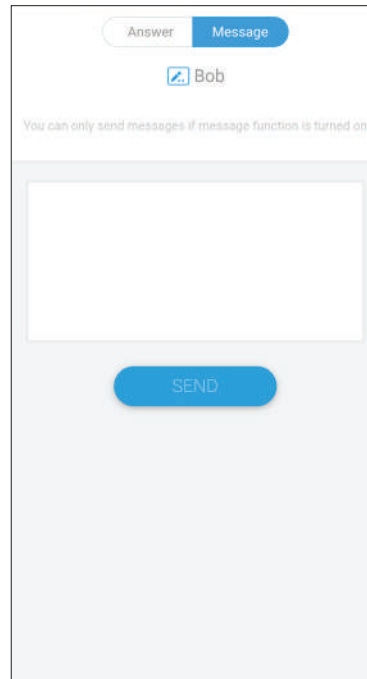 Answer Message
Bob
You can only send messages if message function is turned on
SEND